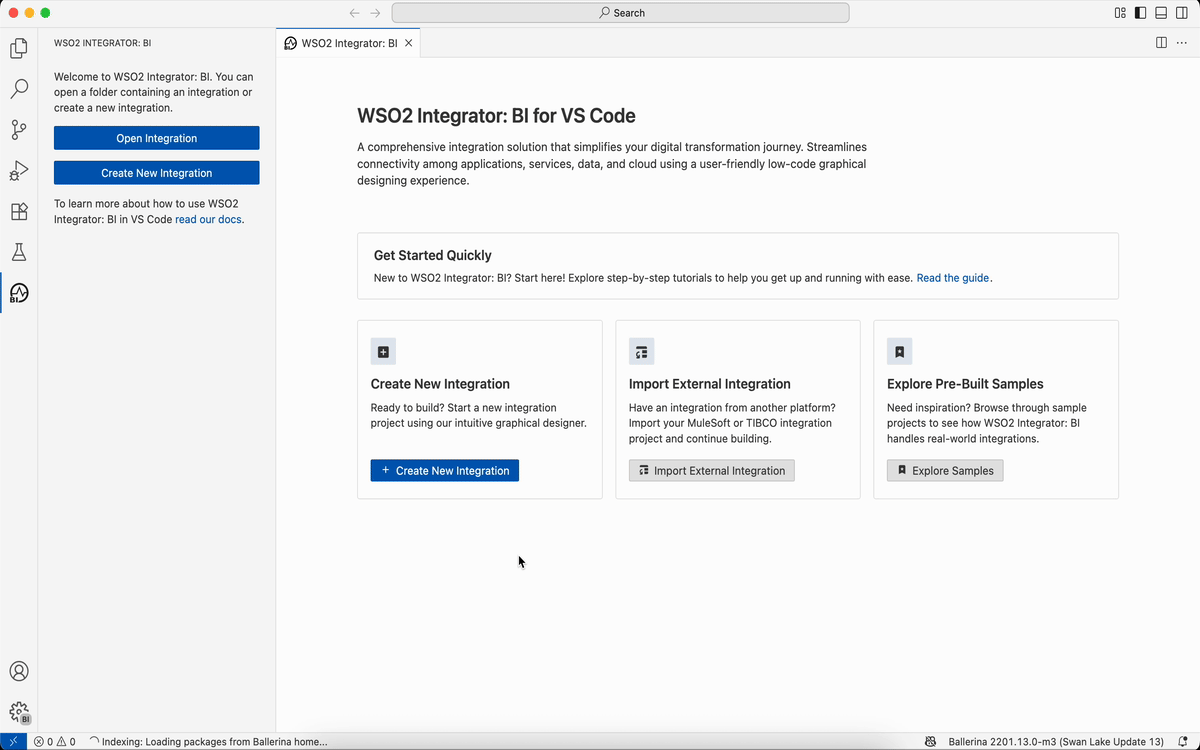 Search
WSO2 INTEGRATOR: BI
WSO2 Integrator: BI
Welcome to WSO2 Integrator: BI. You can
open a folder containing an integration or
create a new integration.
Open Integration
Create New Integration
To learn more about how to use WSO2
Integrator: BI in VS Code read our docs.
WSO2 Integrator: BI for VS Code
A comprehensive integration solution that simplifies your digital transformation journey. Streamlines
connectivity among applications, services, data, and cloud using a user-friendly low-code graphical
designing experience.
Get Started Quickly
New to WSO2 Integrator: BI? Start here! Explore step-by-step tutorials to help you get up and running with ease. Read the guide.
Create New Integration
Ready to build? Start a new integration
project using our intuitive graphical designer.
+ Create New Integration
Import External Integration
Have an integration from another platform?
Import your MuleSoft or TIBCO integration
project and continue building.
Import External Integration
Explore Pre-Built Samples
Need inspiration? Browse through sample
projects to see how WSO2 Integrator: BI
handles real-world integrations.
Explore Samples
BI
BI
0 0 Indexing: Loading packages from Ballerina home...
Ballerina 2201.13.0-m3 (Swan Lake Update 13)